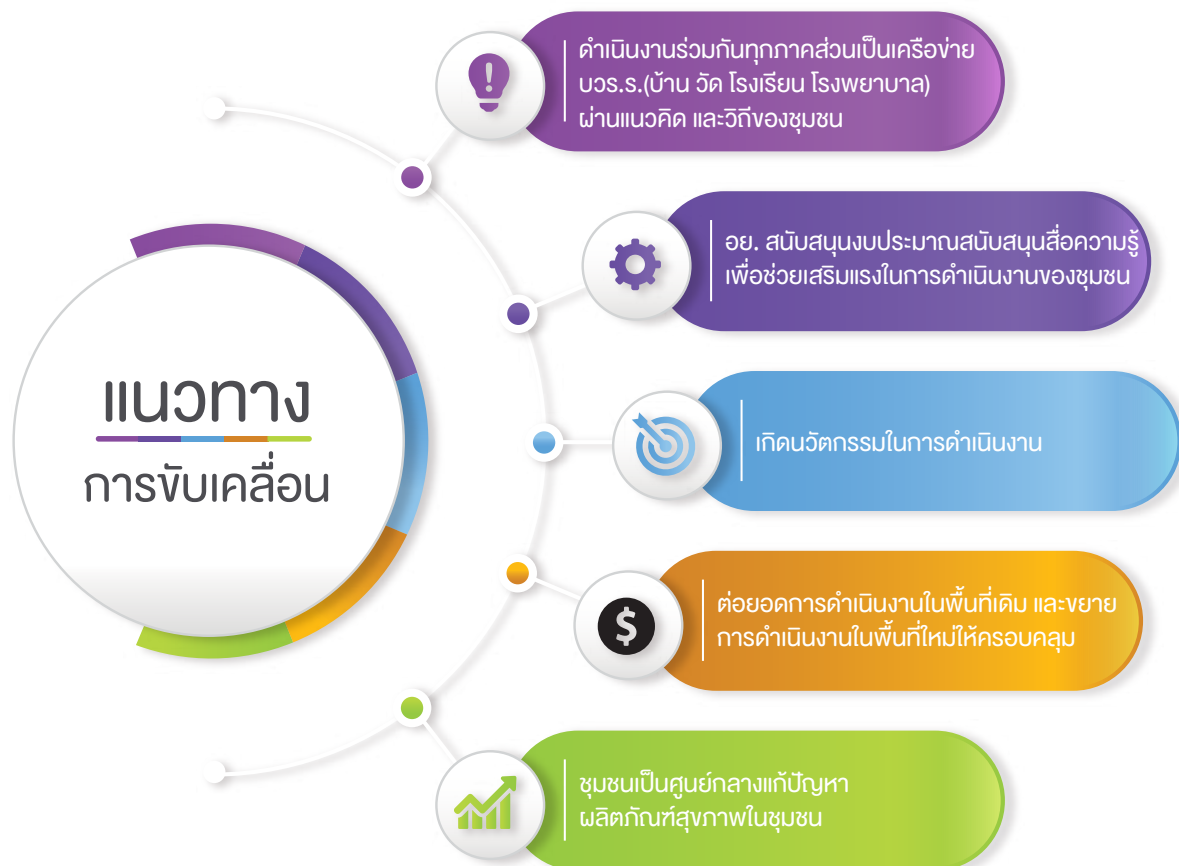 แนวทาง
การขับเคลื่อน
ดำเนินงานร่วมกันทุกภาคส่วนเป็นเครือข่าย
บวร.ร.(บ้าน วัด โรงเรียน โรงพยาบาล)
ผ่านแนวคิด และวิถีของชุมชน
อย. สนับสนุนงบประมาณสนับสนุนสื่อความรู้
เพื่อช่วยเสริมแรงในการดำเนินงานของชุมชน
เกิดนวัตกรรมในการดำเนินงาน
ต่อยอดการดำเนินงานในพื้นที่เดิม และขยาย
การดำเนินงานในพื้นที่ใหม่ให้ครอบคลุม
ชุมชนเป็นศูนย์กลางแก้ปัญหา
ผลิตภัณฑ์สุขภาพในชุมชน